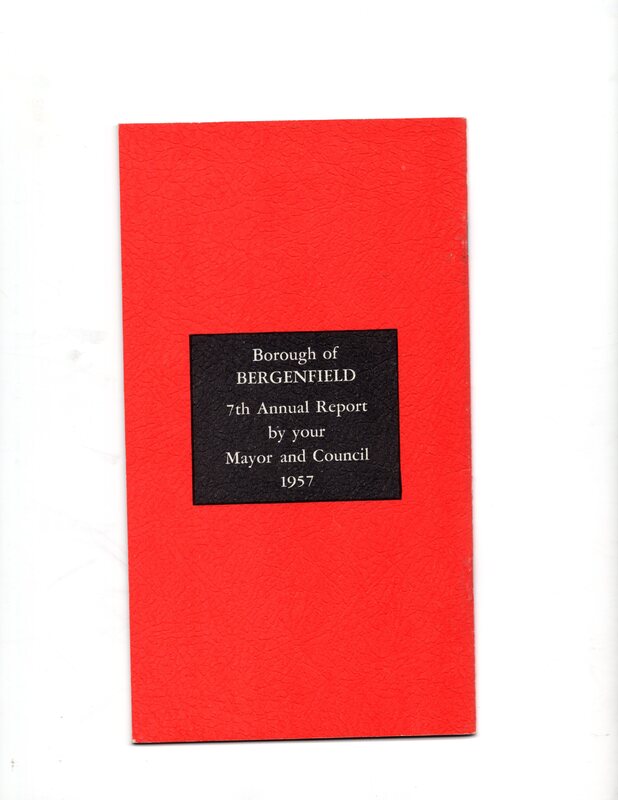 Borough of
BERGENFIELD
7th Annual Report
by your
Mayor and Council
1957